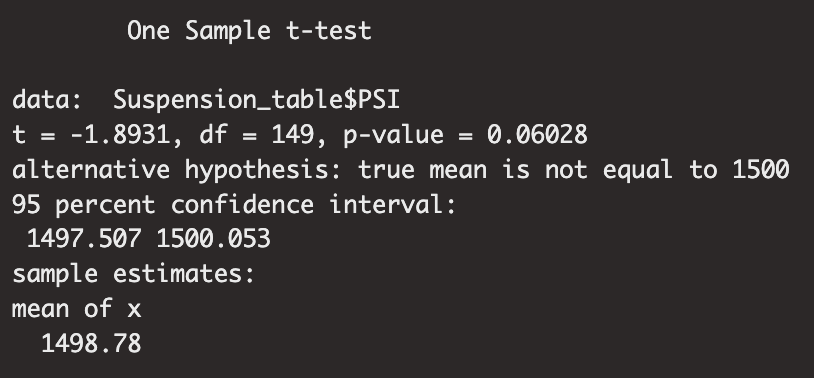 One Sample t-test
data:  Suspension_table$PSI
t = -1.8931, df = 149, p-value = 0.06028
alternative hypothesis: true mean is not equal to 1500
95 percent confidence interval:
1497.507 1500.053
sample estimates:
mean of x
1498.78